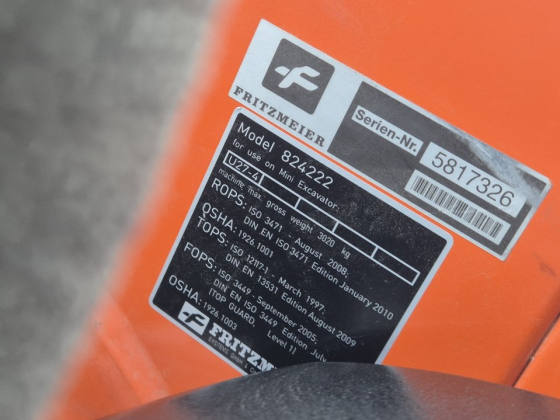 FRITZMEIER
Serien-Nr.
5817326
Model 824222
for use on Mini Excavator:
U27-4
machine max. gross weight 3020 kg
ROPS: ISO 3471 - August 2008;
DIN EN ISO 3471 Edition January 2010
OSHA: 1926.1001
TOPS: ISO 12117-1 - March 1997;
DIN EN 13531 Edition August 2009
FOPS: ISO 3449 - September 2005;
DIN EN ISO 3449 Edition July
(TOP GUARD, Level 1)
OSHA: 1926.1003